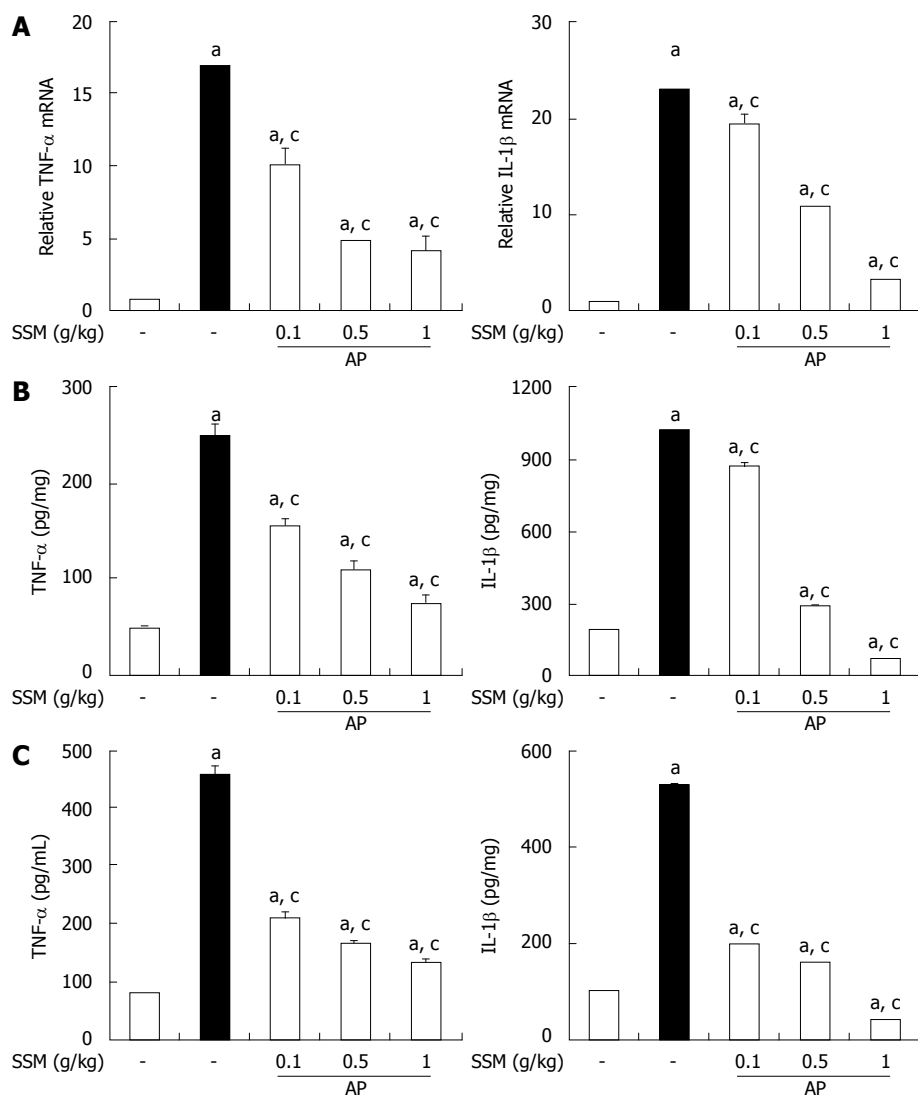 A
Relative TNF-α mRNA
20
15
10
5
0
a
a, c
a, c
a, c
SSM (g/kg) - - 0.1 0.5 1
AP
Relative IL-1β mRNA
30
20
10
0
a
a, c
a, c
a, c
SSM (g/kg) - - 0.1 0.5 1
AP
B
TNF-α (pg/mg)
300
200
100
0
a
a, c
a, c
a, c
SSM (g/kg) - - 0.1 0.5 1
AP
IL-1β (pg/mg)
1200
900
600
300
0
a
a, c
a, c
a, c
SSM (g/kg) - - 0.1 0.5 1
AP
C
TNF-α (pg/mL)
500
400
300
200
100
0
a
a, c
a, c
a, c
SSM (g/kg) - - 0.1 0.5 1
AP
IL-1β (pg/mg)
600
400
200
0
a
a, c
a, c
a, c
SSM (g/kg) - - 0.1 0.5 1
AP